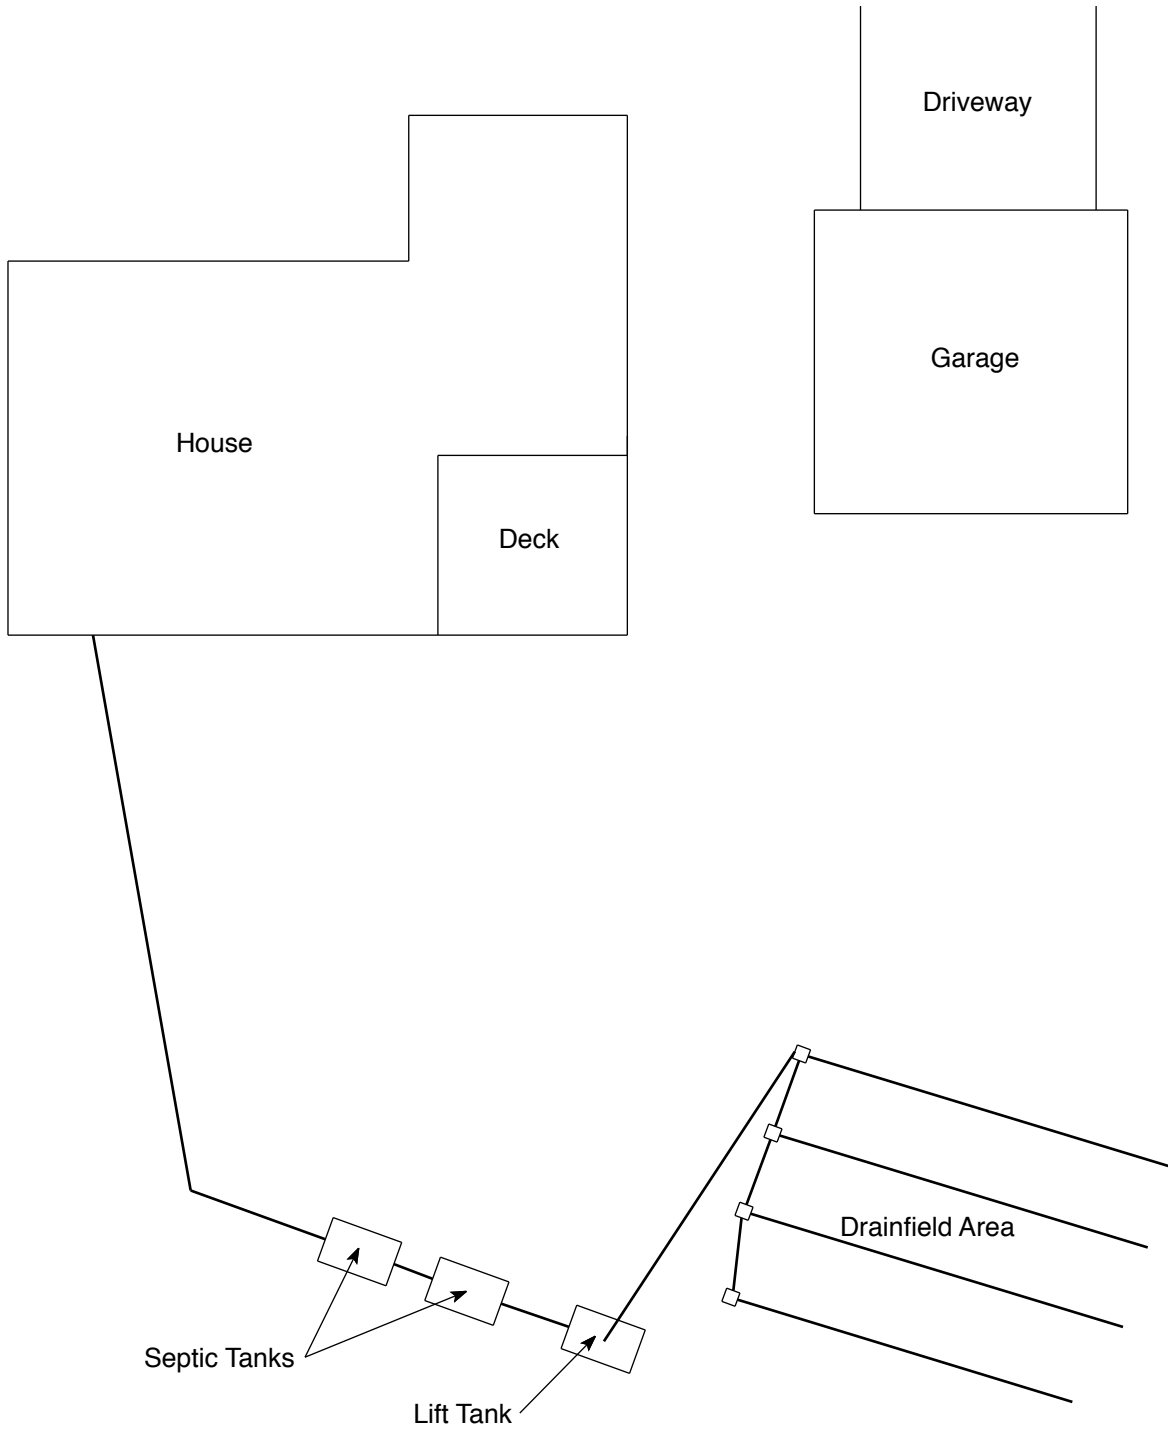 Driveway
Garage
House
Deck
Drainfield Area
Septic Tanks
Lift Tank